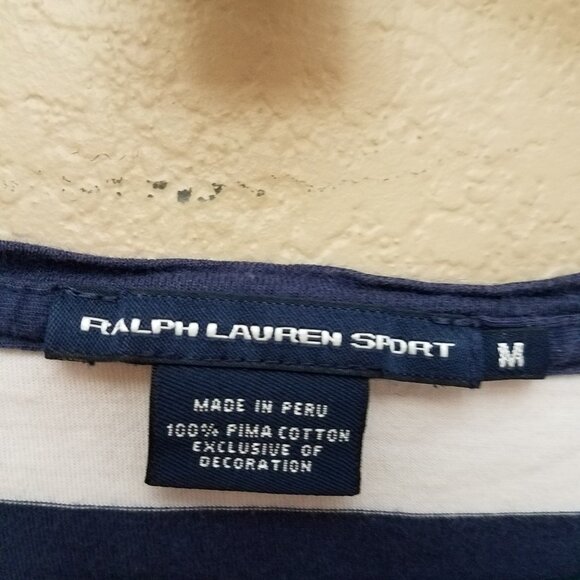 RALPH LAUREN SPORT
M
MADE IN PERU
100% PIMA COTTON
EXCLUSIVE OF
DECORATION